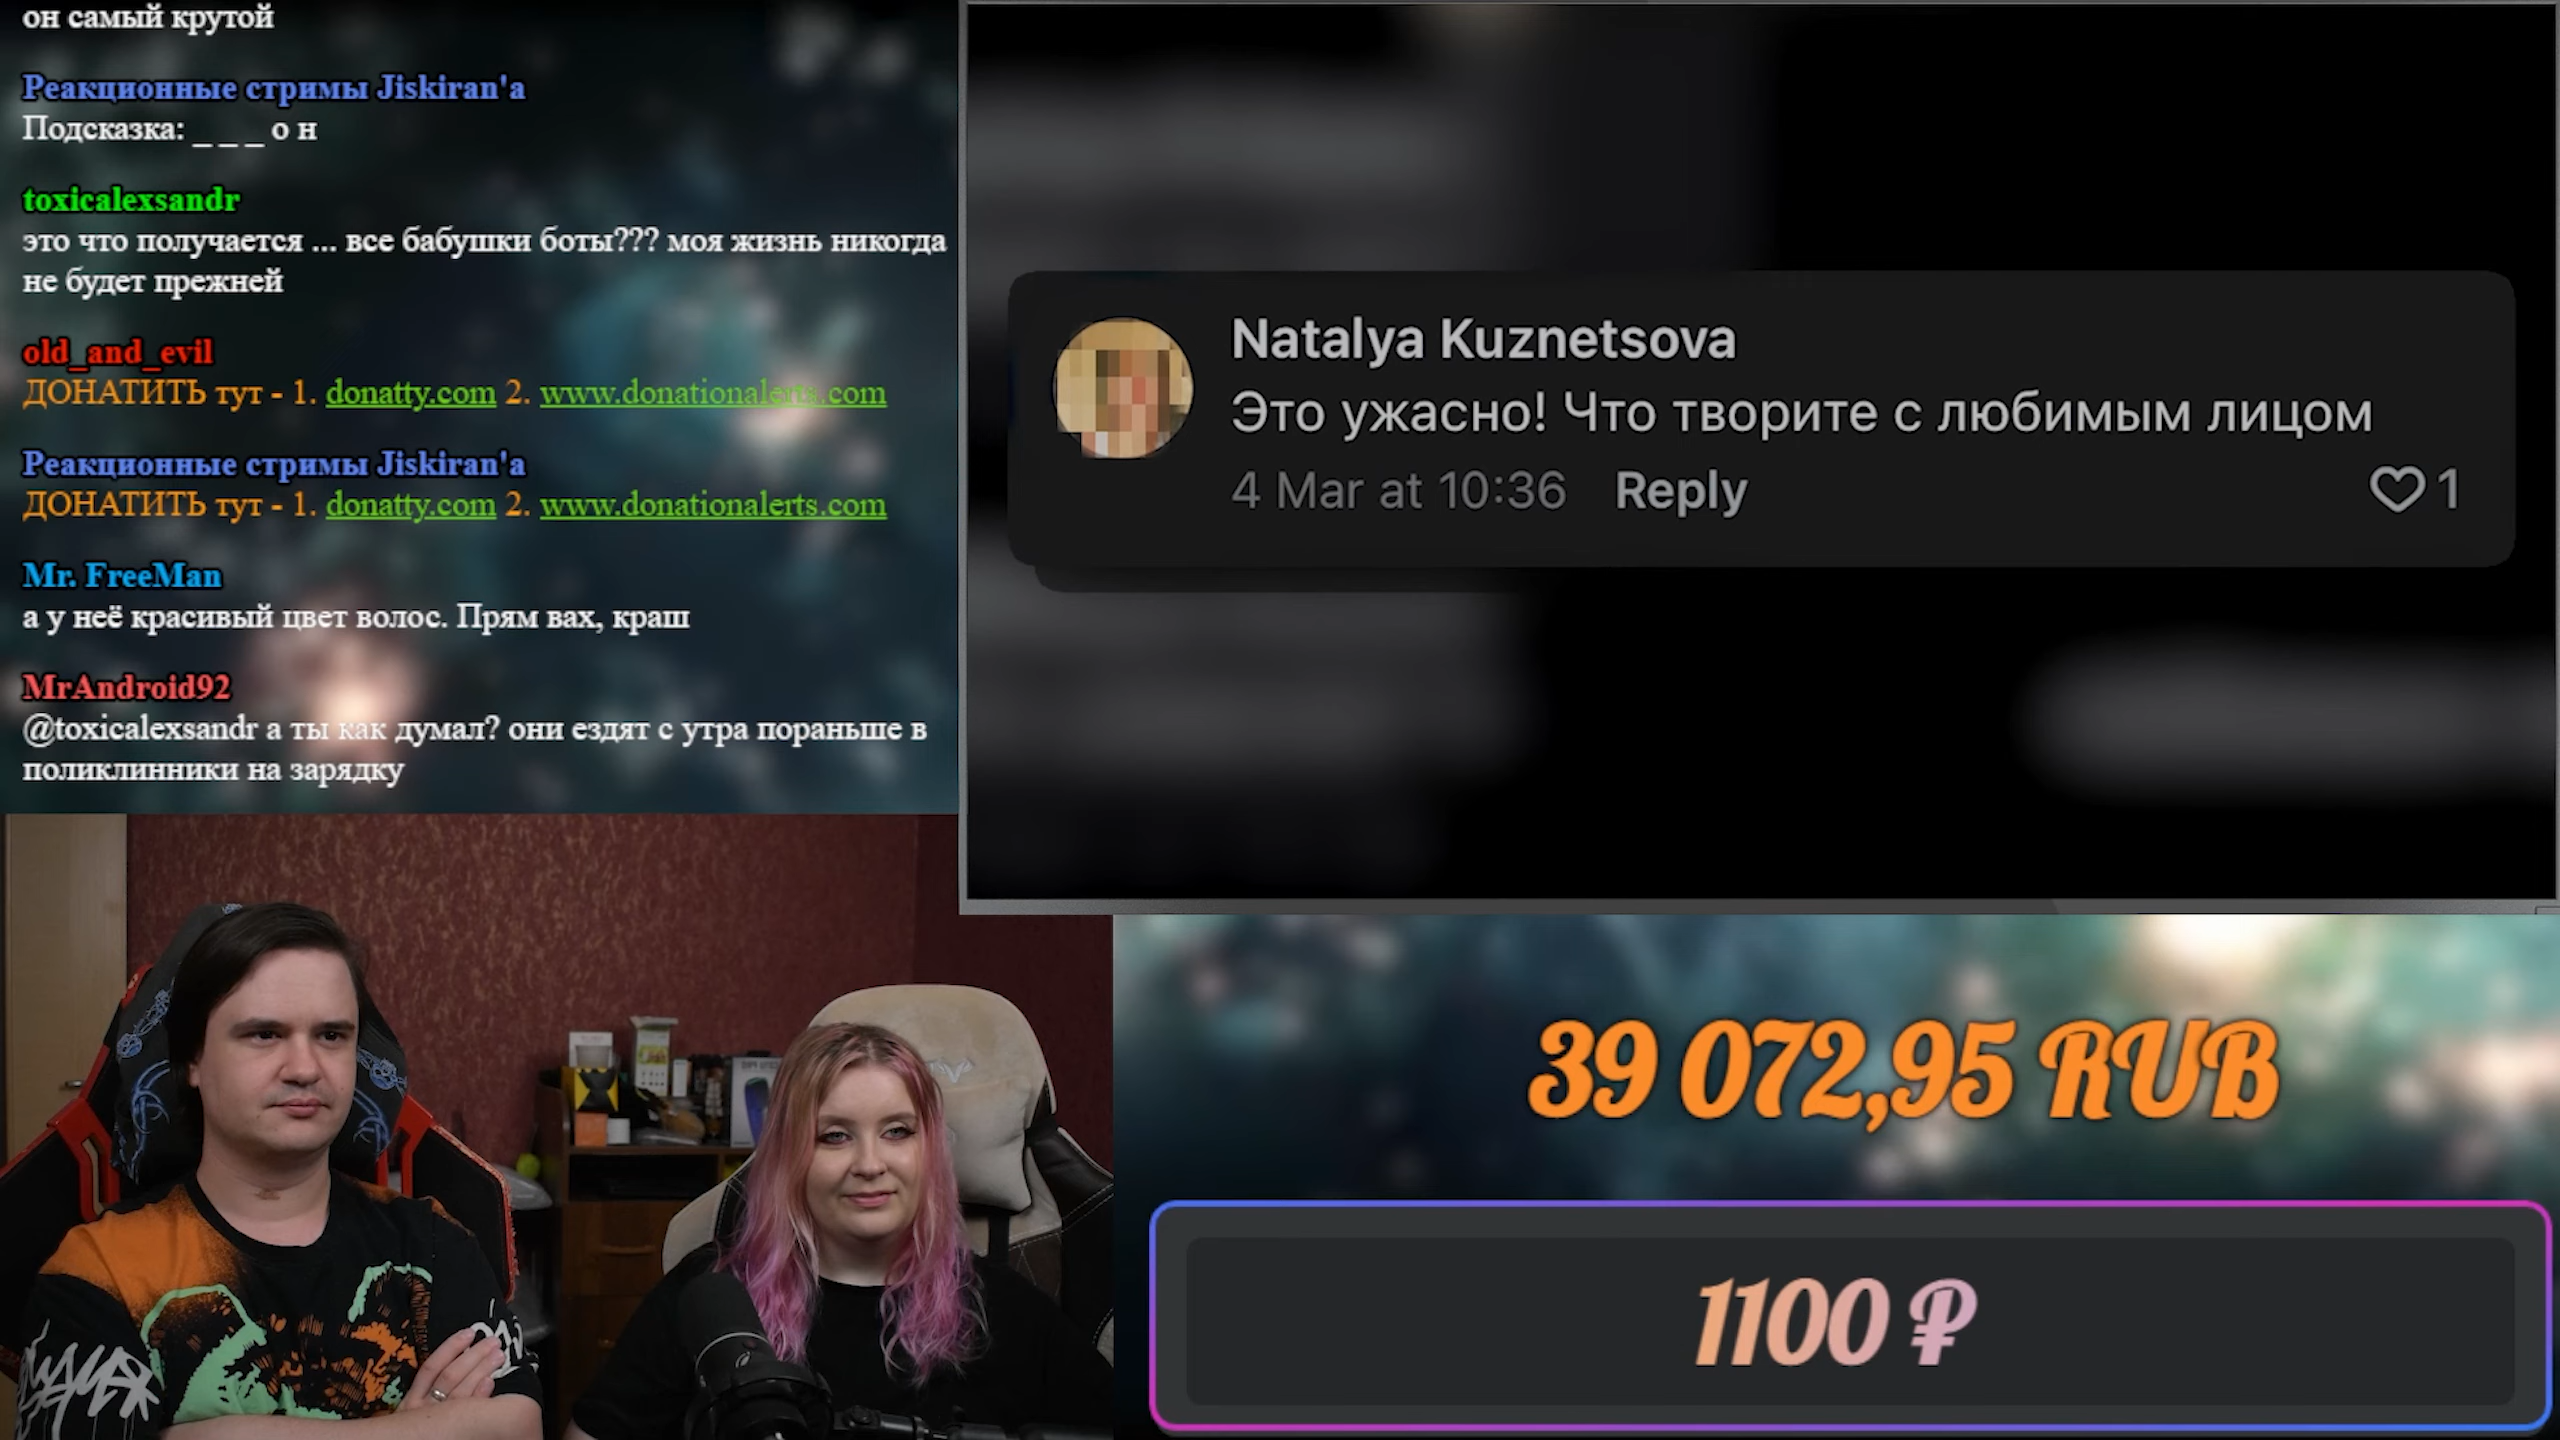 он самый крутой
Реакционные стримы Jiskiran'a
Подсказка: _ _ _ о н
toxicalexsandr
это что получается ... все бабушки боты??? моя жизнь никогда
не будет прежней
old_and_evil
ДОНАТИТЬ тут - 1. donatty.com 2. www.donationalerts.com
Реакционные стримы Jiskiran'a
ДОНАТИТЬ тут - 1. donatty.com 2. www.donationalerts.com
Mr. FreeMan
а у неё красивый цвет волос. Прям вах, краш
MrAndroid92
@toxicalexsandr а ты как думал? они ездят с утра пораньше в
поликлинники на зарядку
Natalya Kuznetsova
Это ужасно! Что творите с любимым лицом
4 Mar at 10:36 Reply 1
39 072,95 RUB
1100 ₽